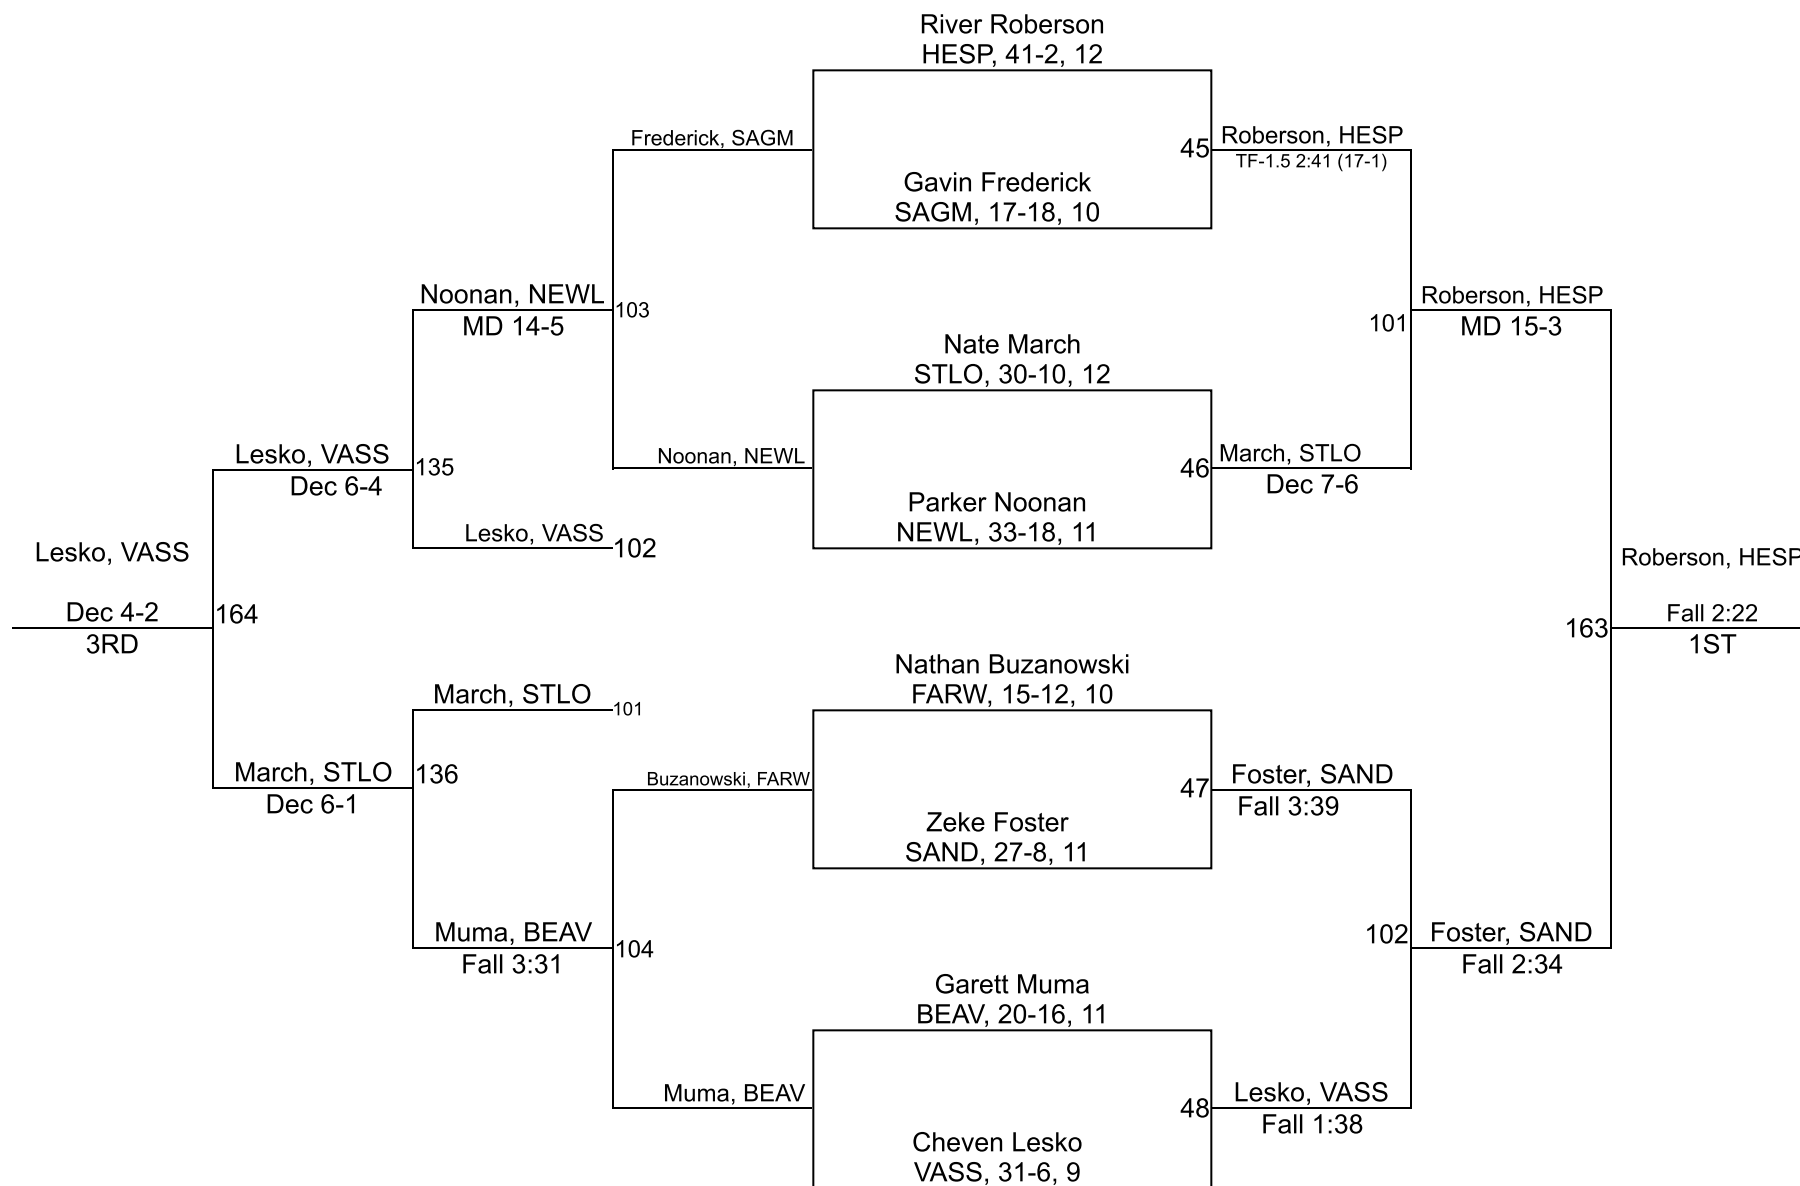 River Roberson
HESP, 41-2, 12
Frederick, SAGM
45
Roberson, HESP
TF-1.5 2:41 (17-1)
Gavin Frederick
SAGM, 17-18, 10
Noonan, NEWL
MD 14-5
103
101
Roberson, HESP
MD 15-3
Nate March
STLO, 30-10, 12
Lesko, VASS
Dec 6-4
135
Noonan, NEWL
46
March, STLO
Dec 7-6
Parker Noonan
NEWL, 33-18, 11
Lesko, VASS
102
Lesko, VASS
Dec 4-2
3RD
164
Roberson, HESP
163
Fall 2:22
1ST
Nathan Buzanowski
FARW, 15-12, 10
March, STLO
101
March, STLO
Dec 6-1
136
Buzanowski, FARW
47
Foster, SAND
Fall 3:39
Zeke Foster
SAND, 27-8, 11
Muma, BEAV
Fall 3:31
104
102
Foster, SAND
Fall 2:34
Garett Muma
BEAV, 20-16, 11
Muma, BEAV
48
Lesko, VASS
Fall 1:38
Cheven Lesko
VASS, 31-6, 9